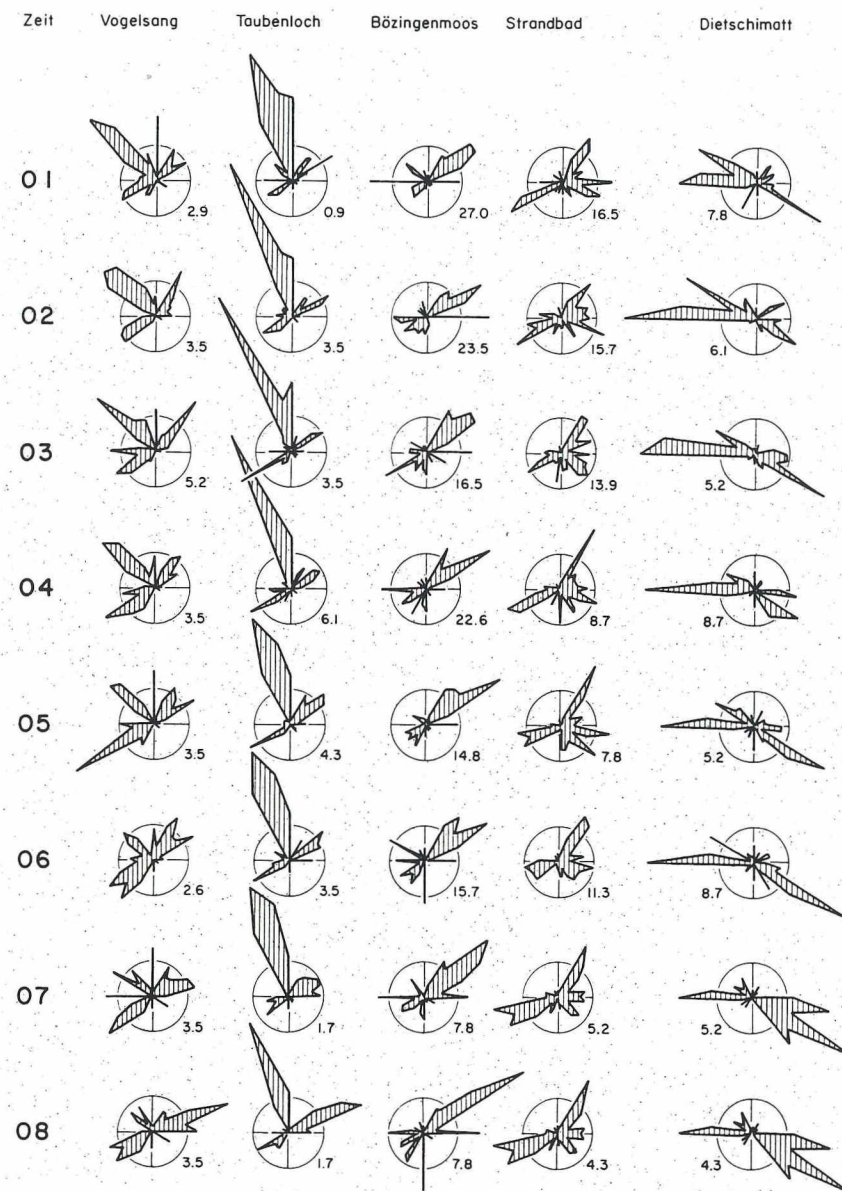 Zeit Vogelsang Taubenloch Bözingenmoos Strandbad Dietschimatt
01 2.9 0.9 27.0 16.5 7.8
02 3.5 3.5 23.5 15.7 6.1
03 5.2 3.5 16.5 13.9 5.2
04 3.5 6.1 22.6 8.7 8.7
05 3.5 4.3 14.8 7.8 5.2
06 2.6 3.5 15.7 11.3 8.7
07 3.5 1.7 7.8 5.2 5.2
08 3.5 1.7 7.8 4.3 4.3